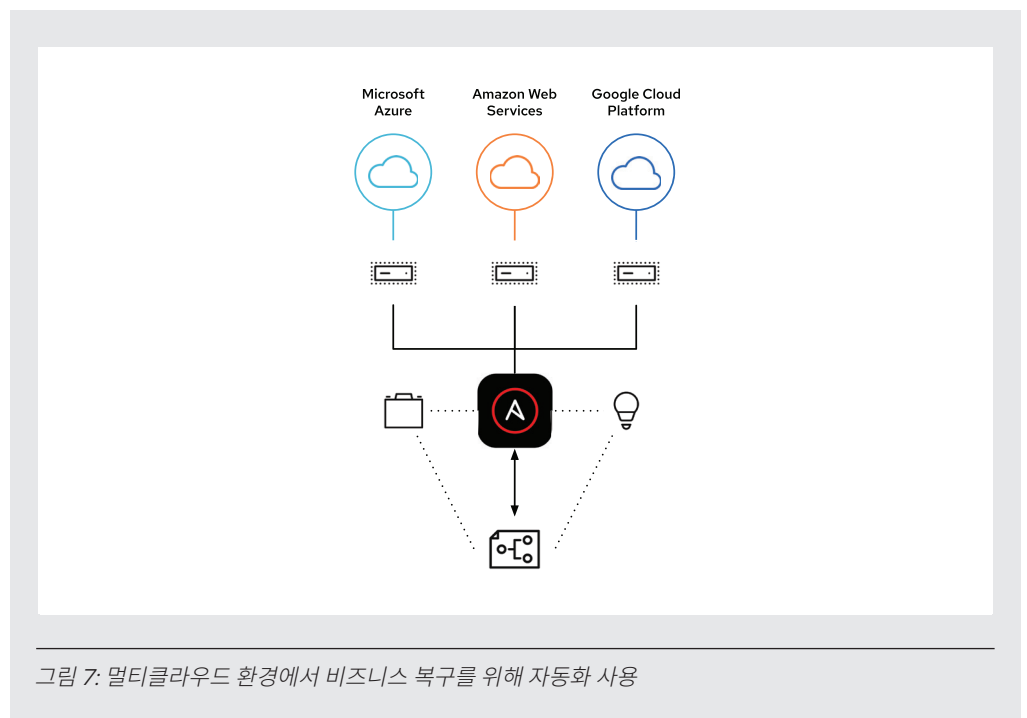 Microsoft
Azure
Amazon Web
Services
Google Cloud
Platform
그림 7: 멀티클라우드 환경에서 비즈니스 복구를 위해 자동화 사용